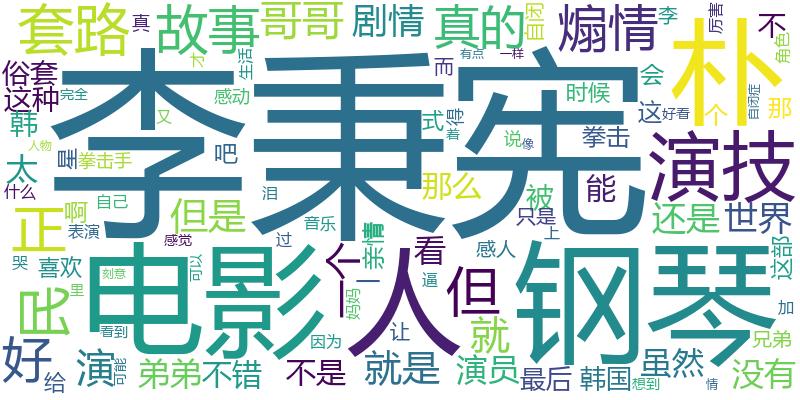 套路
真
故事
哥哥
剧情
真的
自闭
煽情
李
厉害
不
俗套
这种
李秉宪
朴
角色
才
生活
有点
一样
而
会
时候
这
好看
个
那
完全
感动
韩
又
式
得
着
说
像
拳击
自闭症
人物
星
拳击手
吧
演技
太
什么
自己
泪
那么
被
能
正
啊
但是
只是
还是
世界
表演
感觉
过
音乐
亲情
一个
看
感人
上
这部
哭
喜欢
电影
人
但
钢琴
民
里
刻意
可以
一
逼
妈妈
加
看到
因为
让
就
兄弟
好
演
给
可能
弟弟
不错
不是
就是
演员
最后
韩国
想到
虽然
情
没有